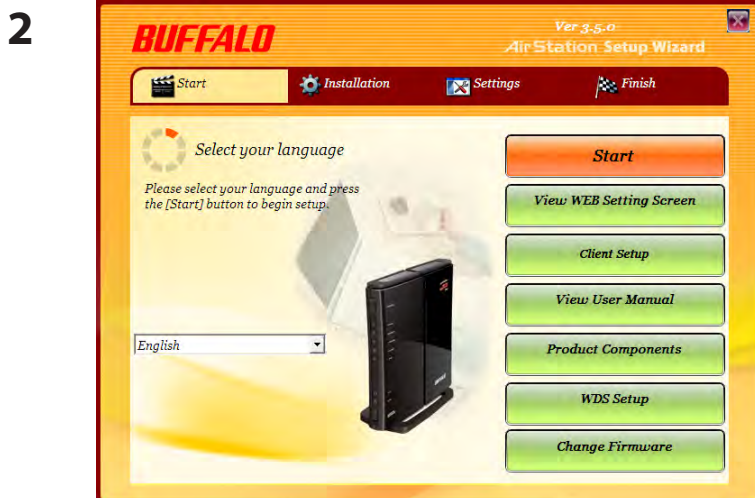 2
BUFFALO
Ver 3.5.0
AirStation Setup Wizard
Start
Installation
Settings
Finish
Select your language
Please select your language and press
the [Start] button to begin setup.
English
Start
View WEB Setting Screen
Client Setup
View User Manual
Product Components
WDS Setup
Change Firmware